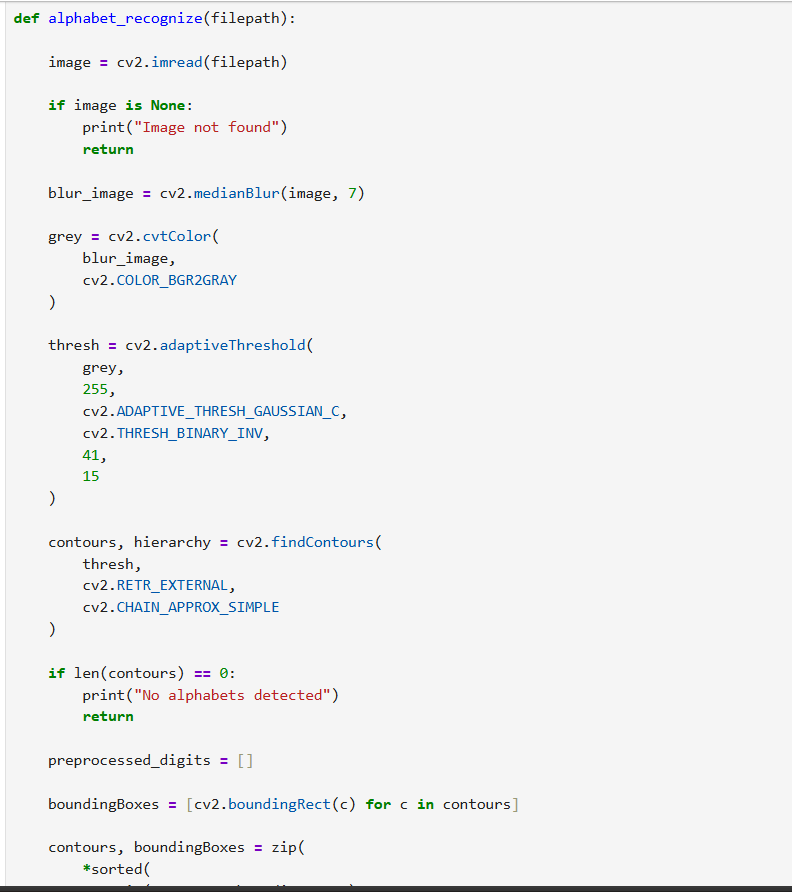 def alphabet_recognize(filepath):
image = cv2.imread(filepath)
if image is None:
print("Image not found")
return
blur_image = cv2.medianBlur(image, 7)
grey = cv2.cvtColor(
blur_image,
cv2.COLOR_BGR2GRAY
)
thresh = cv2.adaptiveThreshold(
grey,
255,
cv2.ADAPTIVE_THRESH_GAUSSIAN_C,
cv2.THRESH_BINARY_INV,
41,
15
)
contours, hierarchy = cv2.findContours(
thresh,
cv2.RETR_EXTERNAL,
cv2.CHAIN_APPROX_SIMPLE
)
if len(contours) == 0:
print("No alphabets detected")
return
preprocessed_digits = []
boundingBoxes = [cv2.boundingRect(c) for c in contours]
contours, boundingBoxes = zip(
*sorted(